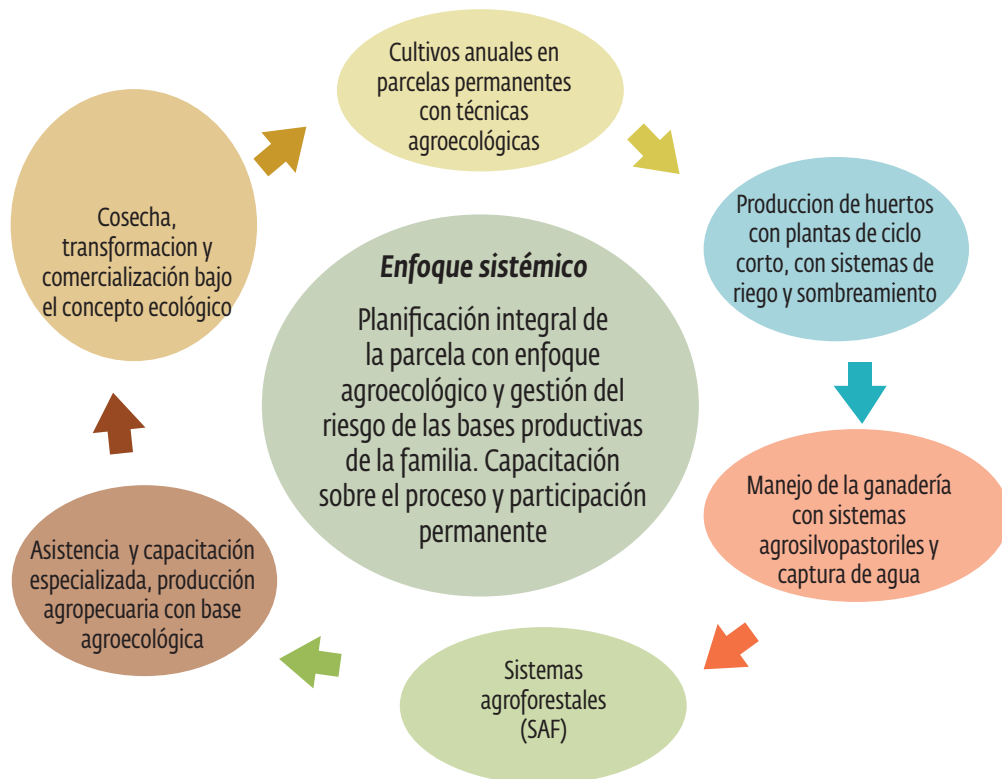 Cultivos anuales en
parcelas permanentes
con técnicas
agroecológicas
Produccion de huertos
con plantas de ciclo
corto, con sistemas de
riego y sombreamiento
Manejo de la ganadería
con sistemas
agrosilvopastoriles y
captura de agua
Sistemas
agroforestales
(SAF)
Asistencia y capacitación
especializada, producción
agropecuaria con base
agroecológica
Cosecha,
transformacion y
comercialización bajo
el concepto ecológico
Enfoque sistémico
Planificación integral de
la parcela con enfoque
agroecológico y gestión del
riesgo de las bases productivas
de la familia. Capacitación
sobre el proceso y participación
permanente